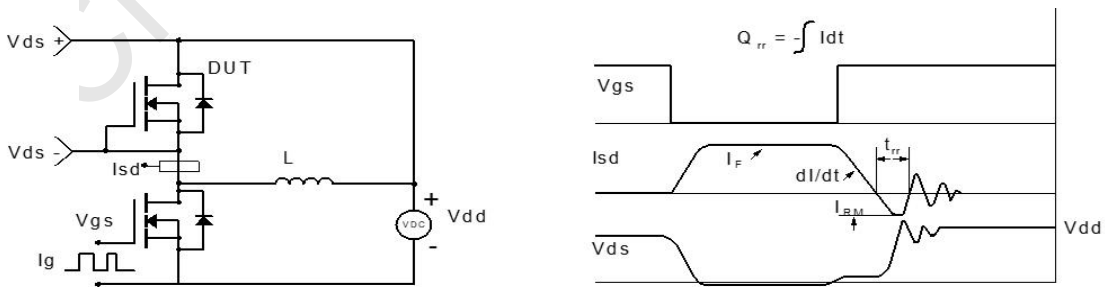 Vds +
DUT
Vds -
Isd
L
Vgs
Ig
+
VDC
-
Vdd
Q rr = -∫ Idt
Vgs
Isd
I F
dI/dt
t rr
I RM
Vds
Vdd